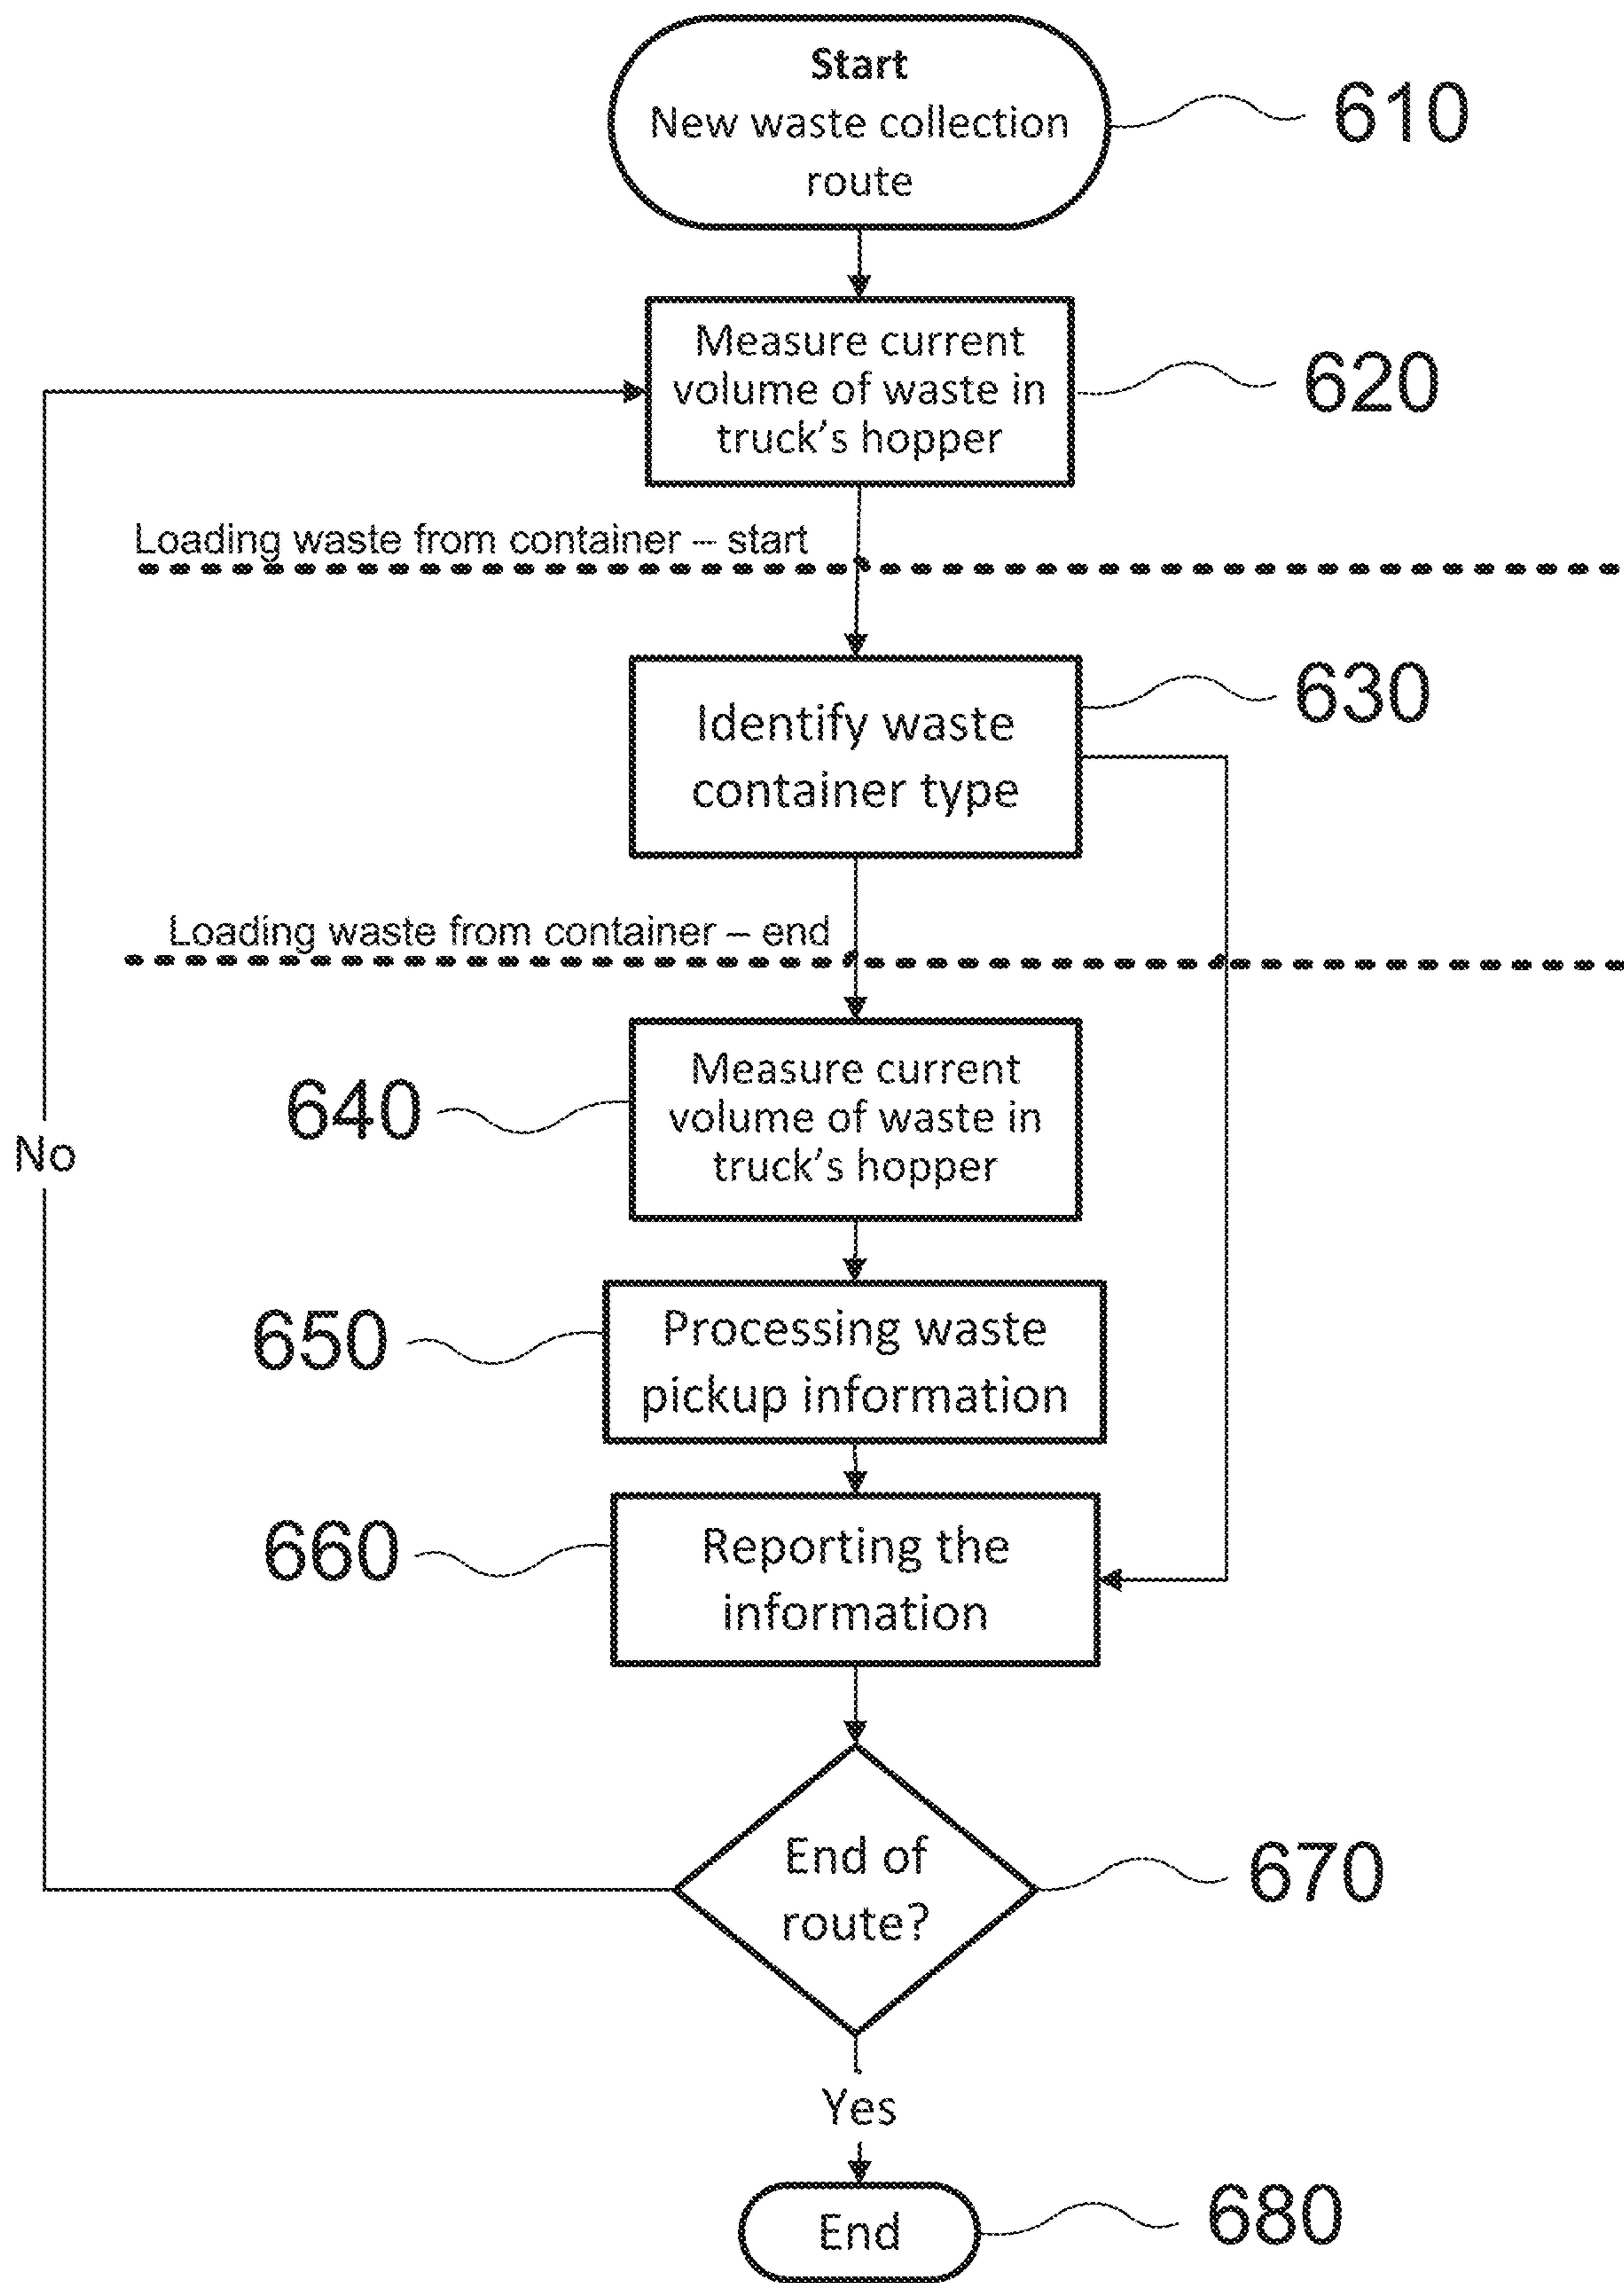 Start
New waste collection
route
610
Measure current
volume of waste in
truck's hopper
620
Loading waste from container – start
Identify waste
container type
630
Loading waste from container – end
Measure current
volume of waste in
truck's hopper
640
No
Processing waste
pickup information
650
Reporting the
information
660
End of
route?
670
Yes
End
680